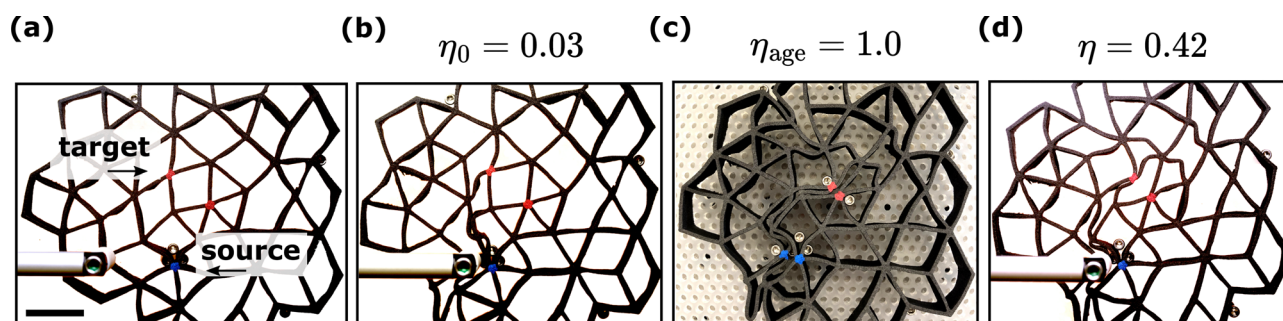 (a)
(b)
η₀ = 0.03
(c)
η_age = 1.0
(d)
η = 0.42
target
source